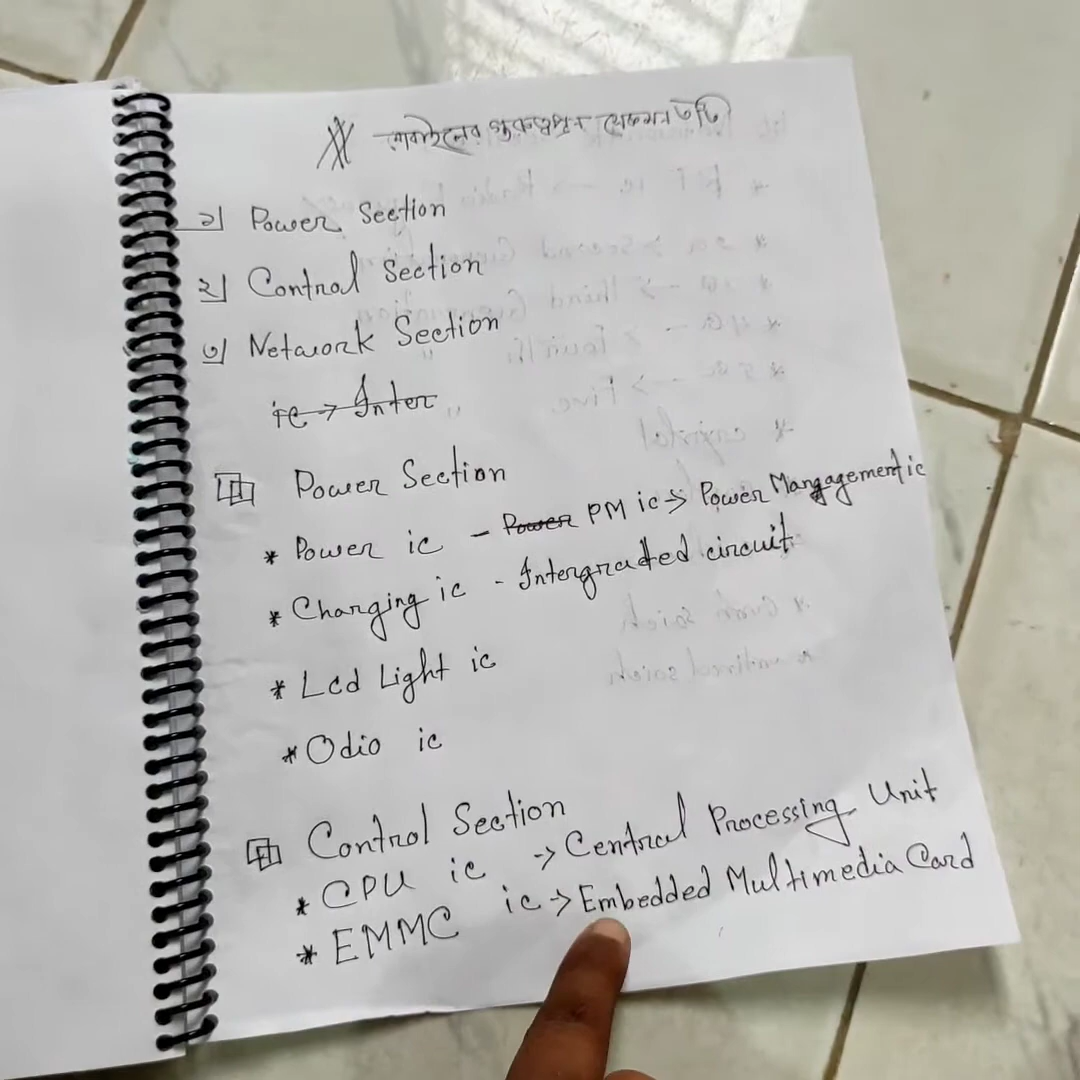 মোবাইলের গুরুত্বপূর্ন সেকশন ৩টি
১| Power Section
২| Control Section
৩| Network Section
ic → Inter
Power Section
* Power ic - Power PM ic → Power Mangagement ic
* Charging ic - Intergraded circuit
* Lcd Light ic
* Odio ic
Control Section
* CPU ic → Central Processing Unit
* EMMC ic → Embedded Multimedia Card